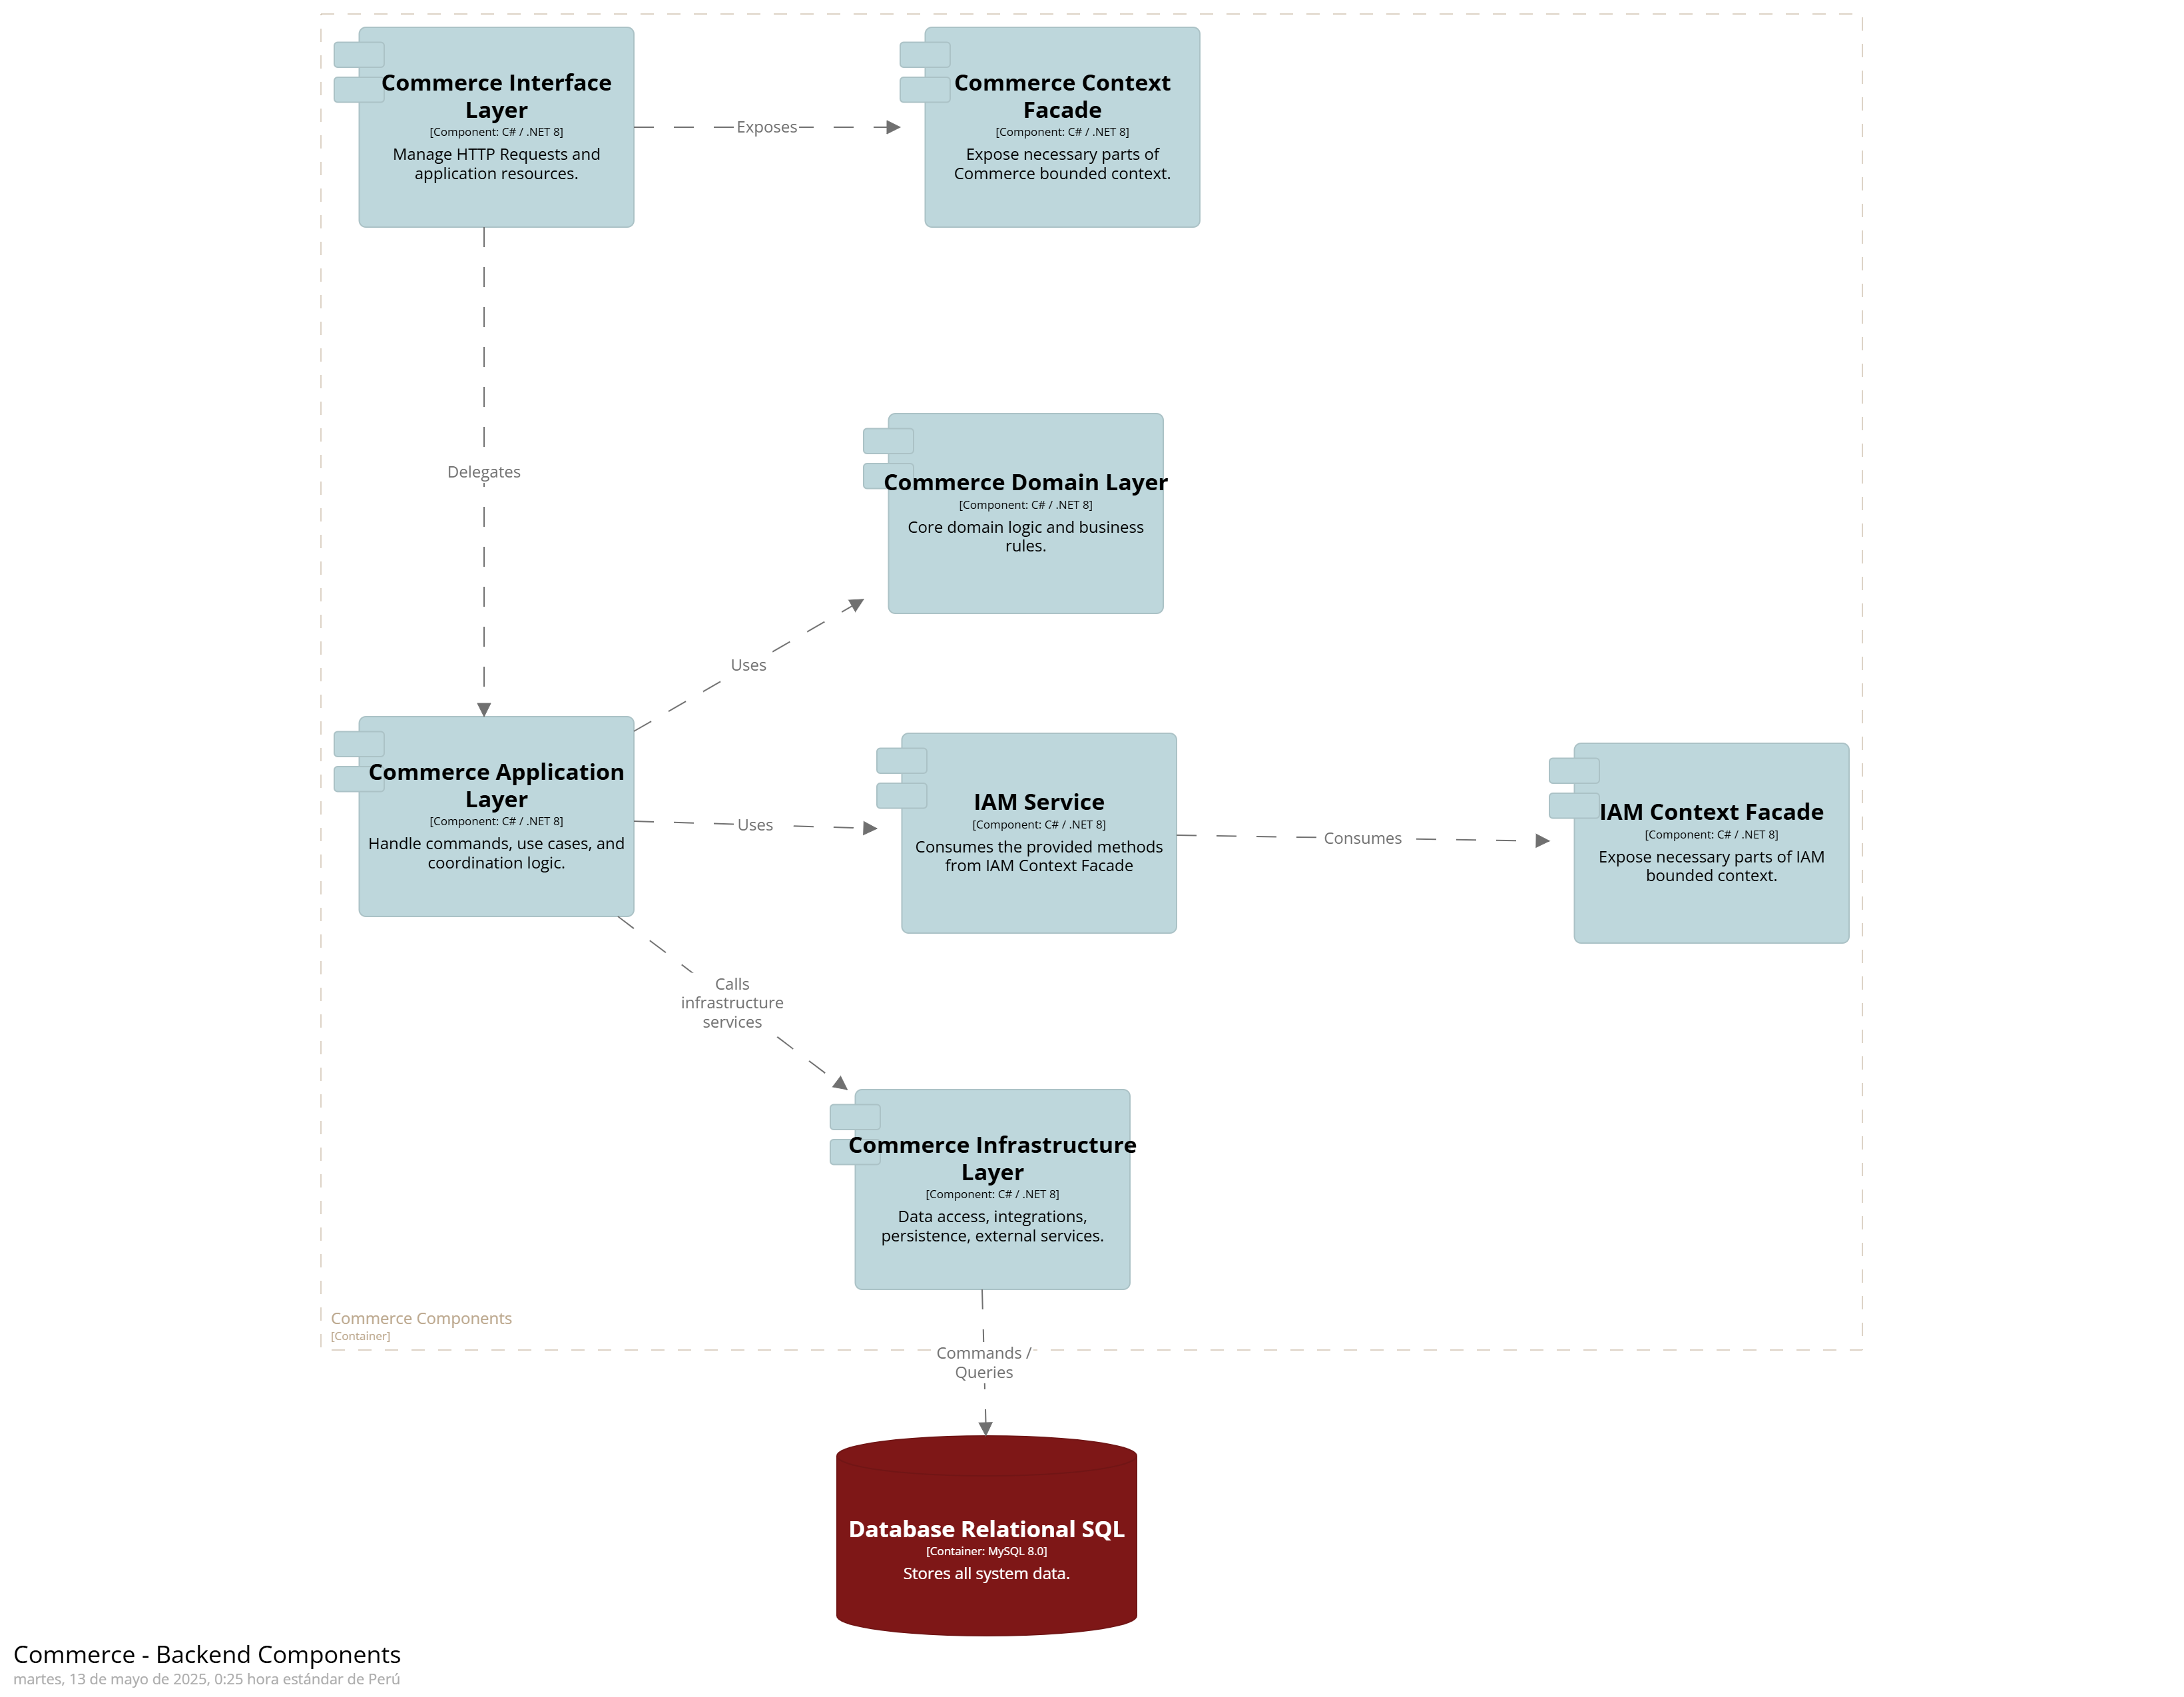 Commerce Interface
Layer
[Component: C# / .NET 8]
Manage HTTP Requests and
application resources.
Exposes
Commerce Context
Facade
[Component: C# / .NET 8]
Expose necessary parts of
Commerce bounded context.
Delegates
Commerce Domain Layer
[Component: C# / .NET 8]
Core domain logic and business
rules.
Uses
Commerce Application
Layer
[Component: C# / .NET 8]
Handle commands, use cases, and
coordination logic.
Uses
IAM Service
[Component: C# / .NET 8]
Consumes the provided methods
from IAM Context Facade
Consumes
IAM Context Facade
[Component: C# / .NET 8]
Expose necessary parts of IAM
bounded context.
Calls
infrastructure
services
Commerce Infrastructure
Layer
[Component: C# / .NET 8]
Data access, integrations,
persistence, external services.
Commerce Components
[Container]
Commands /
Queries
Database Relational SQL
[Container: MySQL 8.0]
Stores all system data.
Commerce - Backend Components
martes, 13 de mayo de 2025, 0:25 hora estándar de Perú